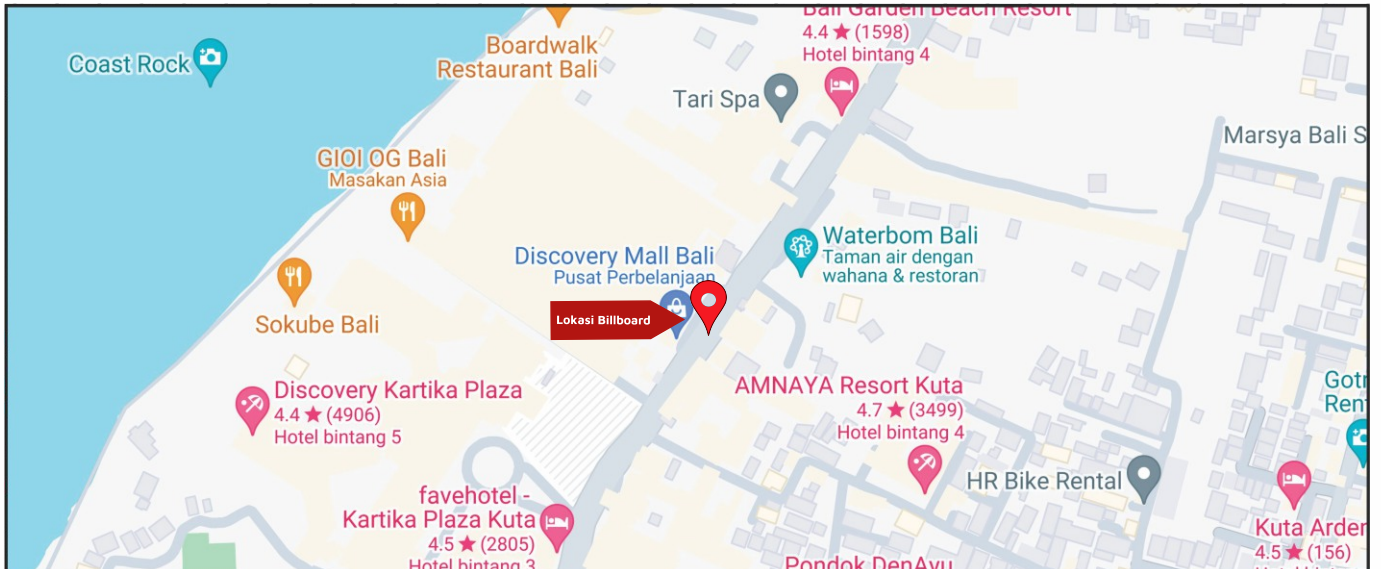 Bali Garden Beach Resort
4.4 ★ (1598)
Hotel bintang 4
Coast Rock
Boardwalk
Restaurant Bali
Tari Spa
Marsya Bali S
GIOI OG Bali
Masakan Asia
Waterbom Bali
Taman air dengan
wahana & restoran
Discovery Mall Bali
Pusat Perbelanjaan
Lokasi Billboard
Sokube Bali
Discovery Kartika Plaza
4.4 ★ (4906)
Hotel bintang 5
AMNAYA Resort Kuta
4.7 ★ (3499)
Hotel bintang 4
Gotr
Ren
HR Bike Rental
favehotel -
Kartika Plaza Kuta
4.5 ★ (2805)
Hotel bintang 3
Kuta Arder
4.5 ★ (156)
Pondok DenAyu